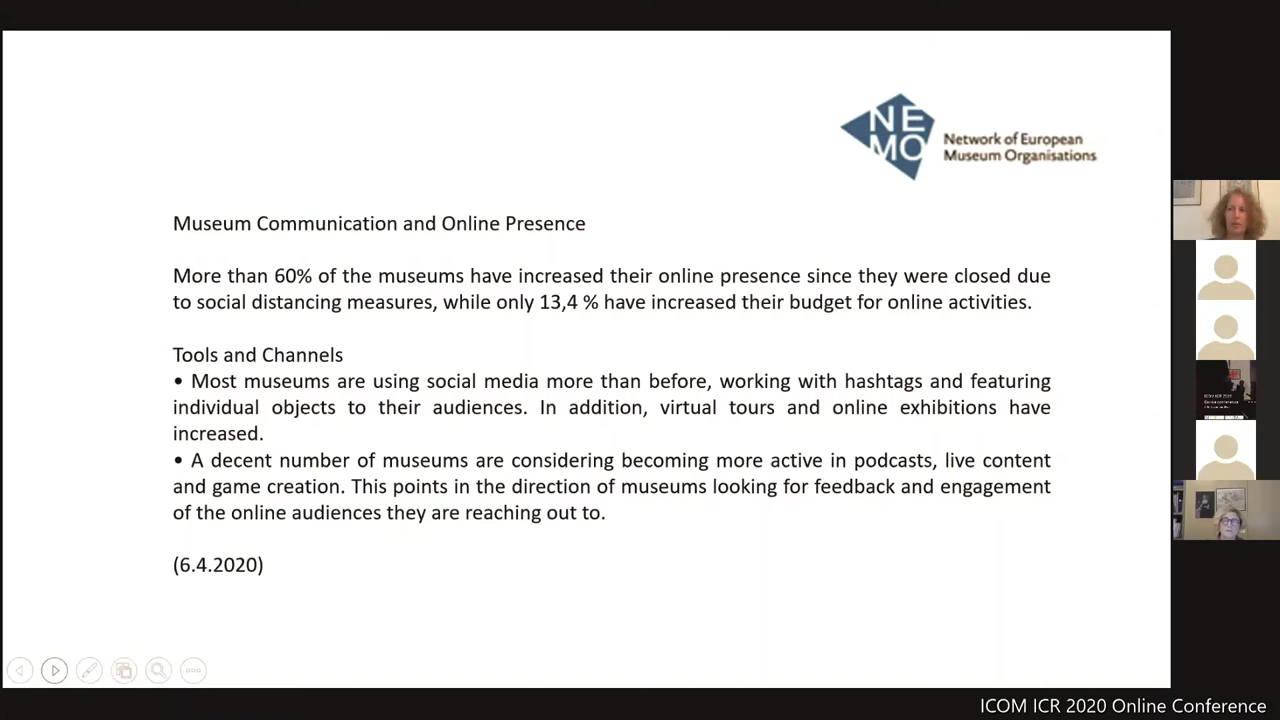 NE
MO
Network of European
Museum Organisations
Museum Communication and Online Presence
More than 60% of the museums have increased their online presence since they were closed due
to social distancing measures, while only 13,4 % have increased their budget for online activities.
Tools and Channels
• Most museums are using social media more than before, working with hashtags and featuring
individual objects to their audiences. In addition, virtual tours and online exhibitions have
increased.
• A decent number of museums are considering becoming more active in podcasts, live content
and game creation. This points in the direction of museums looking for feedback and engagement
of the online audiences they are reaching out to.
(6.4.2020)
ICOM ICR 2020 Online Conference